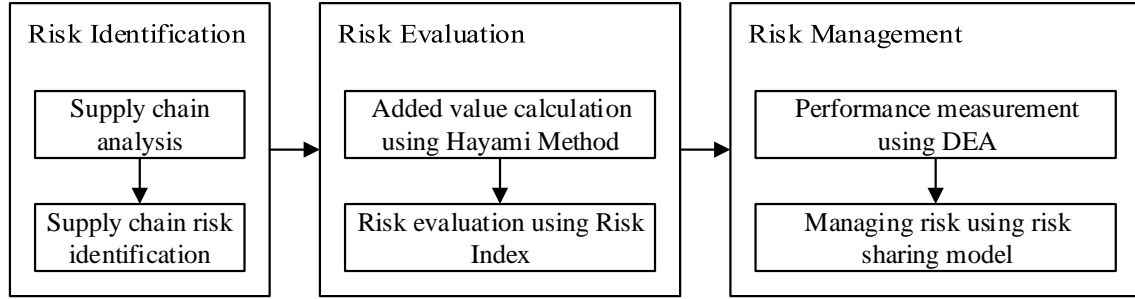 Risk Identification
Supply chain
analysis
Supply chain risk
identification
Risk Evaluation
Added value calculation
using Hayami Method
Risk evaluation using Risk
Index
Risk Management
Performance measurement
using DEA
Managing risk using risk
sharing model